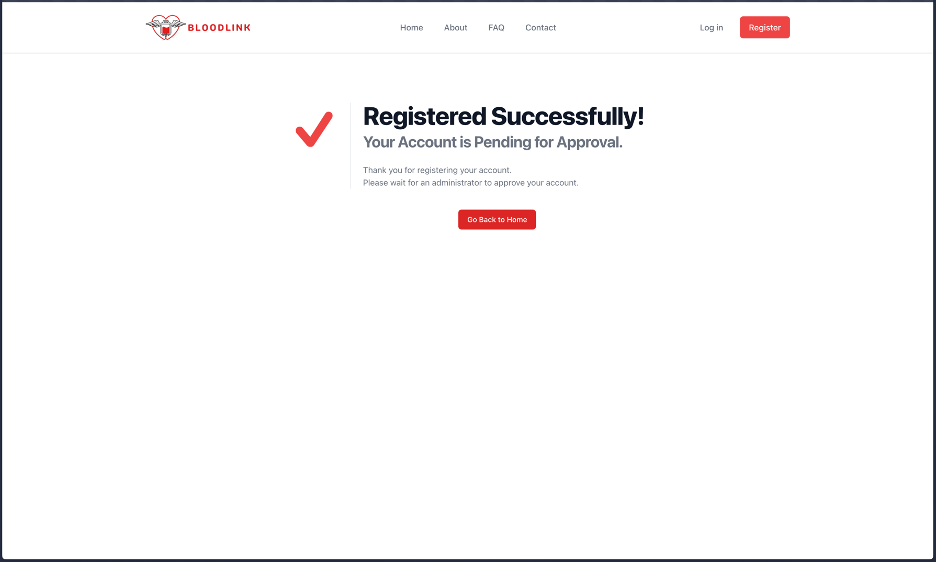 BLOODLINK
Home About FAQ Contact
Log in Register
Registered Successfully!
Your Account is Pending for Approval.
Thank you for registering your account.
Please wait for an administrator to approve your account.
Go Back to Home